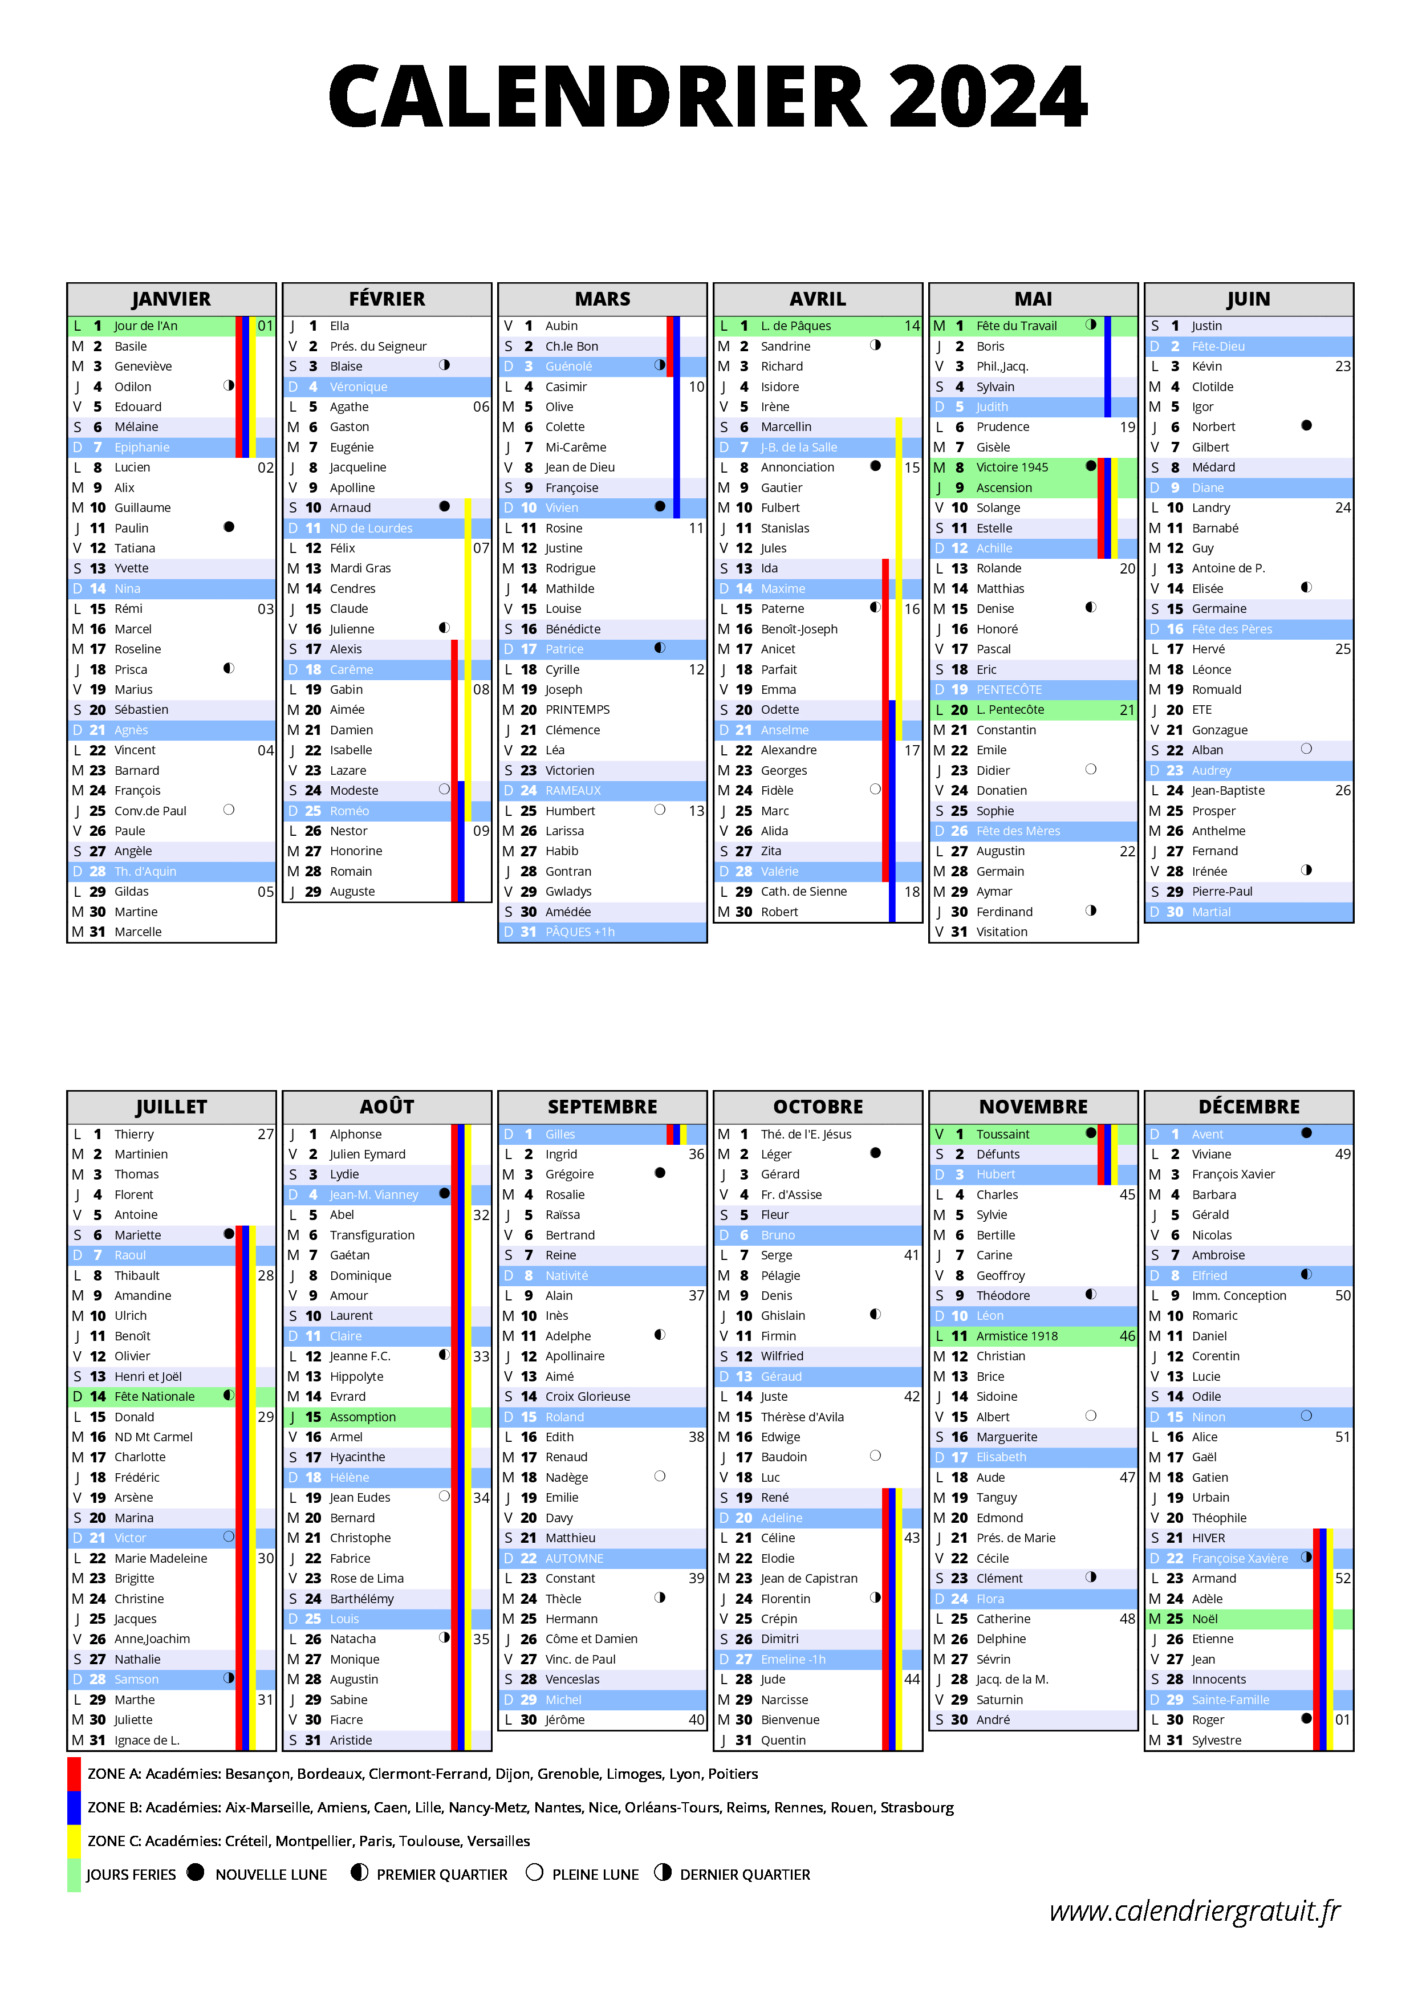 CALENDRIER 2024
JANVIER
L 1 Jour de l'An 01
M 2 Basile
M 3 Geneviève
J 4 Odilon
V 5 Edouard
S 6 Mélaine
D 7 Epiphanie
L 8 Lucien 02
M 9 Alix
M 10 Guillaume
J 11 Paulin
V 12 Tatiana
S 13 Yvette
D 14 Nina
L 15 Rémi 03
M 16 Marcel
M 17 Roseline
J 18 Prisca
V 19 Marius
S 20 Sébastien
D 21 Agnès
L 22 Vincent 04
M 23 Barnard
M 24 François
J 25 Conv.de Paul
V 26 Paule
S 27 Angèle
D 28 Th. d'Aquin
L 29 Gildas 05
M 30 Martine
M 31 Marcelle
FÉVRIER
J 1 Ella
V 2 Prés. du Seigneur
S 3 Blaise
D 4 Véronique
L 5 Agathe 06
M 6 Gaston
M 7 Eugénie
J 8 Jacqueline
V 9 Apolline
S 10 Arnaud
D 11 ND de Lourdes
L 12 Félix 07
M 13 Mardi Gras
M 14 Cendres
J 15 Claude
V 16 Julienne
S 17 Alexis
D 18 Carême
L 19 Gabin 08
M 20 Aimée
M 21 Damien
J 22 Isabelle
V 23 Lazare
S 24 Modeste
D 25 Roméo
L 26 Nestor 09
M 27 Honorine
M 28 Romain
J 29 Auguste
MARS
V 1 Aubin
S 2 Ch.le Bon
D 3 Guénolé
L 4 Casimir 10
M 5 Olive
M 6 Colette
J 7 Mi-Carême
V 8 Jean de Dieu
S 9 Françoise
D 10 Vivien
L 11 Rosine 11
M 12 Justine
M 13 Rodrigue
J 14 Mathilde
V 15 Louise
S 16 Bénédicte
D 17 Patrice
L 18 Cyrille 12
M 19 Joseph
M 20 PRINTEMPS
J 21 Clémence
V 22 Léa
S 23 Victorien
D 24 RAMEAUX
L 25 Humbert 13
M 26 Larissa
M 27 Habib
J 28 Gontran
V 29 Gwladys
S 30 Amédée
D 31 PÂQUES +1h
AVRIL
L 1 L. de Pâques 14
M 2 Sandrine
M 3 Richard
J 4 Isidore
V 5 Irène
S 6 Marcellin
D 7 J-B. de la Salle
L 8 Annonciation 15
M 9 Gautier
M 10 Fulbert
J 11 Stanislas
V 12 Jules
S 13 Ida
D 14 Maxime
L 15 Paterne 16
M 16 Benoît-Joseph
M 17 Anicet
J 18 Parfait
V 19 Emma
S 20 Odette
D 21 Anselme
L 22 Alexandre 17
M 23 Georges
M 24 Fidèle
J 25 Marc
V 26 Alida
S 27 Zita
D 28 Valérie
L 29 Cath. de Sienne 18
M 30 Robert
MAI
M 1 Fête du Travail
J 2 Boris
V 3 Phil.,Jacq.
S 4 Sylvain
D 5 Judith
L 6 Prudence 19
M 7 Gisèle
M 8 Victoire 1945
J 9 Ascension
V 10 Solange
S 11 Estelle
D 12 Achille
L 13 Rolande 20
M 14 Matthias
M 15 Denise
J 16 Honoré
V 17 Pascal
S 18 Eric
D 19 PENTECÔTE
L 20 L. Pentecôte 21
M 21 Constantin
M 22 Emile
J 23 Didier
V 24 Donatien
S 25 Sophie
D 26 Fête des Mères
L 27 Augustin 22
M 28 Germain
M 29 Aymar
J 30 Ferdinand
V 31 Visitation
JUIN
S 1 Justin
D 2 Fête-Dieu
L 3 Kévin 23
M 4 Clotilde
M 5 Igor
J 6 Norbert
V 7 Gilbert
S 8 Médard
D 9 Diane
L 10 Landry 24
M 11 Barnabé
M 12 Guy
J 13 Antoine de P.
V 14 Elisée
S 15 Germaine
D 16 Fête des Pères
L 17 Hervé 25
M 18 Léonce
M 19 Romuald
J 20 ETE
V 21 Gonzague
S 22 Alban
D 23 Audrey
L 24 Jean-Baptiste 26
M 25 Prosper
M 26 Anthelme
J 27 Fernand
V 28 Irénée
S 29 Pierre-Paul
D 30 Martial
JUILLET
L 1 Thierry 27
M 2 Martinien
M 3 Thomas
J 4 Florent
V 5 Antoine
S 6 Mariette
D 7 Raoul
L 8 Thibault 28
M 9 Amandine
M 10 Ulrich
J 11 Benoît
V 12 Olivier
S 13 Henri et Joël
D 14 Fête Nationale
L 15 Donald 29
M 16 ND Mt Carmel
M 17 Charlotte
J 18 Frédéric
V 19 Arsène
S 20 Marina
D 21 Victor
L 22 Marie Madeleine 30
M 23 Brigitte
M 24 Christine
J 25 Jacques
V 26 Anne,Joachim
S 27 Nathalie
D 28 Samson
L 29 Marthe 31
M 30 Juliette
M 31 Ignace de L.
AOÛT
J 1 Alphonse
V 2 Julien Eymard
S 3 Lydie
D 4 Jean-M. Vianney
L 5 Abel 32
M 6 Transfiguration
M 7 Gaétan
J 8 Dominique
V 9 Amour
S 10 Laurent
D 11 Claire
L 12 Jeanne F.C. 33
M 13 Hippolyte
M 14 Evrard
J 15 Assomption
V 16 Armel
S 17 Hyacinthe
D 18 Hélène
L 19 Jean Eudes 34
M 20 Bernard
M 21 Christophe
J 22 Fabrice
V 23 Rose de Lima
S 24 Barthélémy
D 25 Louis
L 26 Natacha 35
M 27 Monique
M 28 Augustin
J 29 Sabine
V 30 Fiacre
S 31 Aristide
SEPTEMBRE
D 1 Gilles
L 2 Ingrid 36
M 3 Grégoire
M 4 Rosalie
J 5 Raïssa
V 6 Bertrand
S 7 Reine
D 8 Nativité
L 9 Alain 37
M 10 Inès
M 11 Adelphe
J 12 Apollinaire
V 13 Aimé
S 14 Croix Glorieuse
D 15 Roland
L 16 Edith 38
M 17 Renaud
M 18 Nadège
J 19 Emilie
V 20 Davy
S 21 Matthieu
D 22 AUTOMNE
L 23 Constant 39
M 24 Thècle
M 25 Hermann
J 26 Côme et Damien
V 27 Vinc. de Paul
S 28 Venceslas
D 29 Michel
L 30 Jérôme 40
OCTOBRE
M 1 Thé. de l'E. Jésus
M 2 Léger
J 3 Gérard
V 4 Fr. d'Assise
S 5 Fleur
D 6 Bruno
L 7 Serge 41
M 8 Pélagie
M 9 Denis
J 10 Ghislain
V 11 Firmin
S 12 Wilfried
D 13 Géraud
L 14 Juste 42
M 15 Thérèse d'Avila
M 16 Edwige
J 17 Baudoin
V 18 Luc
S 19 René
D 20 Adeline
L 21 Céline 43
M 22 Elodie
M 23 Jean de Capistran
J 24 Florentin
V 25 Crépin
S 26 Dimitri
D 27 Emeline -1h
L 28 Jude 44
M 29 Narcisse
M 30 Bienvenue
J 31 Quentin
NOVEMBRE
V 1 Toussaint
S 2 Défunts
D 3 Hubert
L 4 Charles 45
M 5 Sylvie
M 6 Bertille
J 7 Carine
V 8 Geoffroy
S 9 Théodore
D 10 Léon
L 11 Armistice 1918 46
M 12 Christian
M 13 Brice
J 14 Sidoine
V 15 Albert
S 16 Marguerite
D 17 Elisabeth
L 18 Aude 47
M 19 Tanguy
M 20 Edmond
J 21 Prés. de Marie
V 22 Cécile
S 23 Clément
D 24 Flora
L 25 Catherine 48
M 26 Delphine
M 27 Sévrin
J 28 Jacq. de la M.
V 29 Saturnin
S 30 André
DÉCEMBRE
D 1 Avent
L 2 Viviane 49
M 3 François Xavier
M 4 Barbara
J 5 Gérald
V 6 Nicolas
S 7 Ambroise
D 8 Elfried
L 9 Imm. Conception 50
M 10 Romaric
M 11 Daniel
J 12 Corentin
V 13 Lucie
S 14 Odile
D 15 Ninon
L 16 Alice 51
M 17 Gaël
M 18 Gatien
J 19 Urbain
V 20 Théophile
S 21 HIVER
D 22 Françoise Xavière
L 23 Armand 52
M 24 Adèle
M 25 Noël
J 26 Etienne
V 27 Jean
S 28 Innocents
D 29 Sainte-Famille
L 30 Roger 01
M 31 Sylvestre
ZONE A: Académies: Besançon, Bordeaux, Clermont-Ferrand, Dijon, Grenoble, Limoges, Lyon, Poitiers
ZONE B: Académies: Aix-Marseille, Amiens, Caen, Lille, Nancy-Metz, Nantes, Nice, Orléans-Tours, Reims, Rennes, Rouen, Strasbourg
ZONE C: Académies: Créteil, Montpellier, Paris, Toulouse, Versailles
JOURS FERIES NOUVELLE LUNE PREMIER QUARTIER PLEINE LUNE DERNIER QUARTIER
www.calendriergratuit.fr